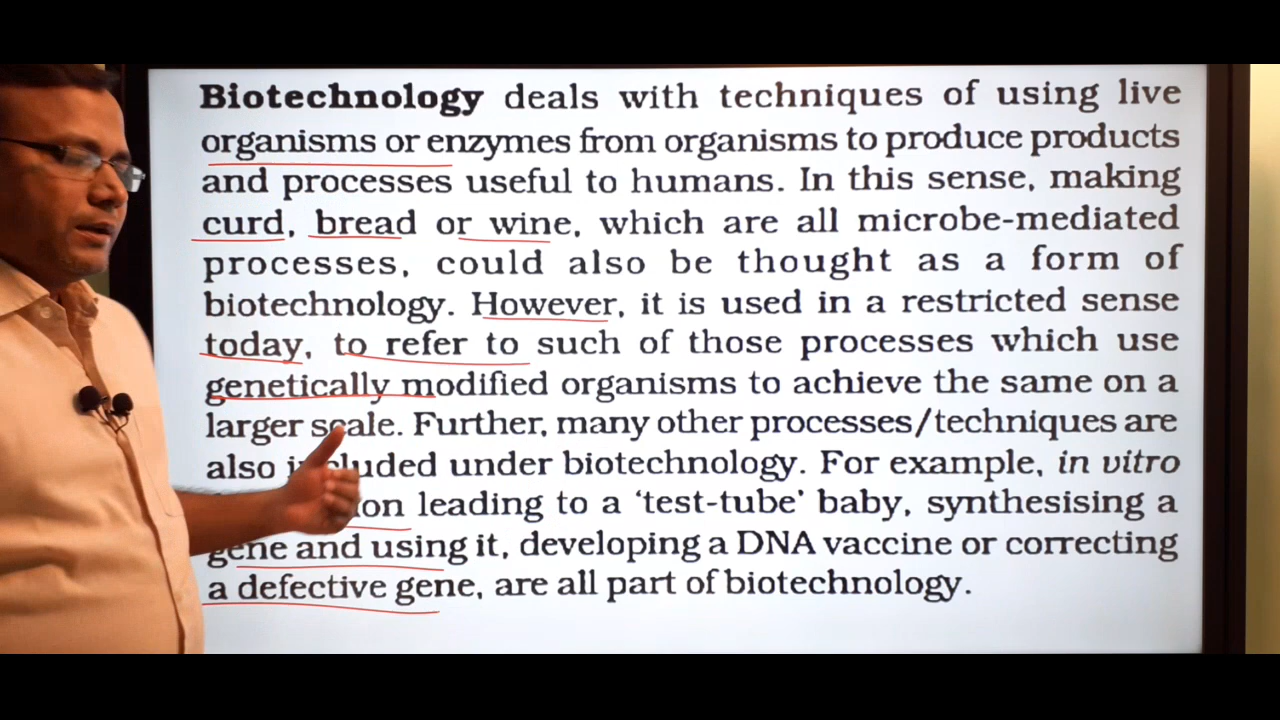 Biotechnology deals with techniques of using live
organisms or enzymes from organisms to produce products
and processes useful to humans. In this sense, making
curd, bread or wine, which are all microbe-mediated
processes, could also be thought as a form of
biotechnology. However, it is used in a restricted sense
today, to refer to such of those processes which use
genetically modified organisms to achieve the same on a
larger scale. Further, many other processes/techniques are
also included under biotechnology. For example, in vitro
leading to a ‘test-tube’ baby, synthesising a
gene and using it, developing a DNA vaccine or correcting
a defective gene, are all part of biotechnology.